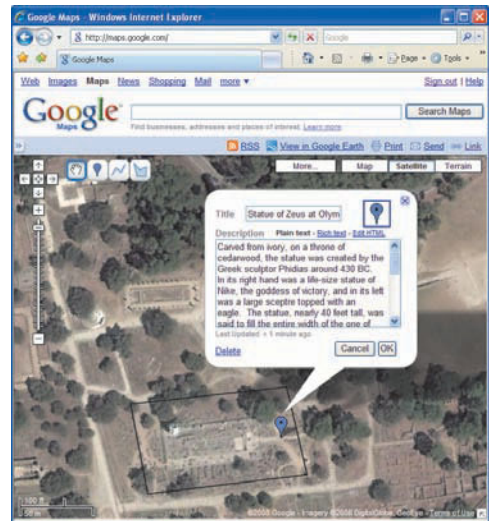 Google Maps - Windows Internet Explorer
http://maps.google.com/
Google
Google Maps
Page
Tools
Web Images Maps News Shopping Mail more ▼
Sign out | Help
Google
Maps
Search Maps
Find businesses, addresses and places of interest. Learn more
RSS View in Google Earth Print Send Link
More... Map Satellite Terrain
Title Statue of Zeus at Olym
Description Plain text - Rich text - Edit HTML
Carved from ivory, on a throne of
cedarwood, the statue was created by the
Greek sculptor Phidias around 430 BC.
In its right hand was a life-size statue of
Nike, the goddess of victory, and in its left
was a large sceptre topped with an
eagle. The statue, nearly 40 feet tall, was
said to fill the entire width of the one of
Last Updated < 1 minute ago
Delete
Cancel OK
100 ft
50 m
©2008 Google - Imagery ©2008 DigitalGlobe, GeoEye - Terms of Use